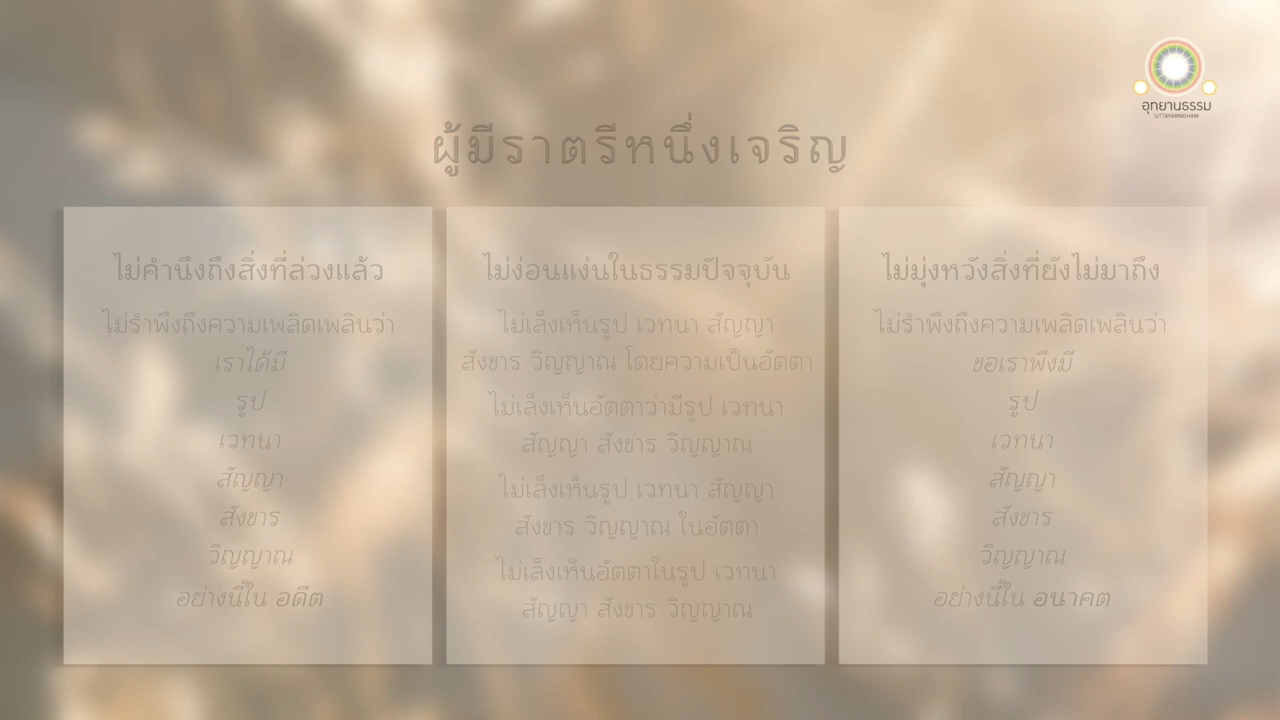 อุทยานธรรม
UTTAYARNDHAM
ผู้มีราตรีหนึ่งเจริญ
ไม่คำนึงถึงสิ่งที่ล่วงแล้ว
ไม่รำพึงถึงความเพลิดเพลินว่า
เราได้มี
รูป
เวทนา
สัญญา
สังขาร
วิญญาณ
อย่างนี้ใน อดีต
ไม่ง่อนแง่นในธรรมปัจจุบัน
ไม่เล็งเห็นรูป เวทนา สัญญา
สังขาร วิญญาณ โดยความเป็นอัตตา
ไม่เล็งเห็นอัตตาว่ามีรูป เวทนา
สัญญา สังขาร วิญญาณ
ไม่เล็งเห็นรูป เวทนา สัญญา
สังขาร วิญญาณ ในอัตตา
ไม่เล็งเห็นอัตตาในรูป เวทนา
สัญญา สังขาร วิญญาณ
ไม่มุ่งหวังสิ่งที่ยังไม่มาถึง
ไม่รำพึงถึงความเพลิดเพลินว่า
ขอเราพึงมี
รูป
เวทนา
สัญญา
สังขาร
วิญญาณ
อย่างนี้ใน อนาคต